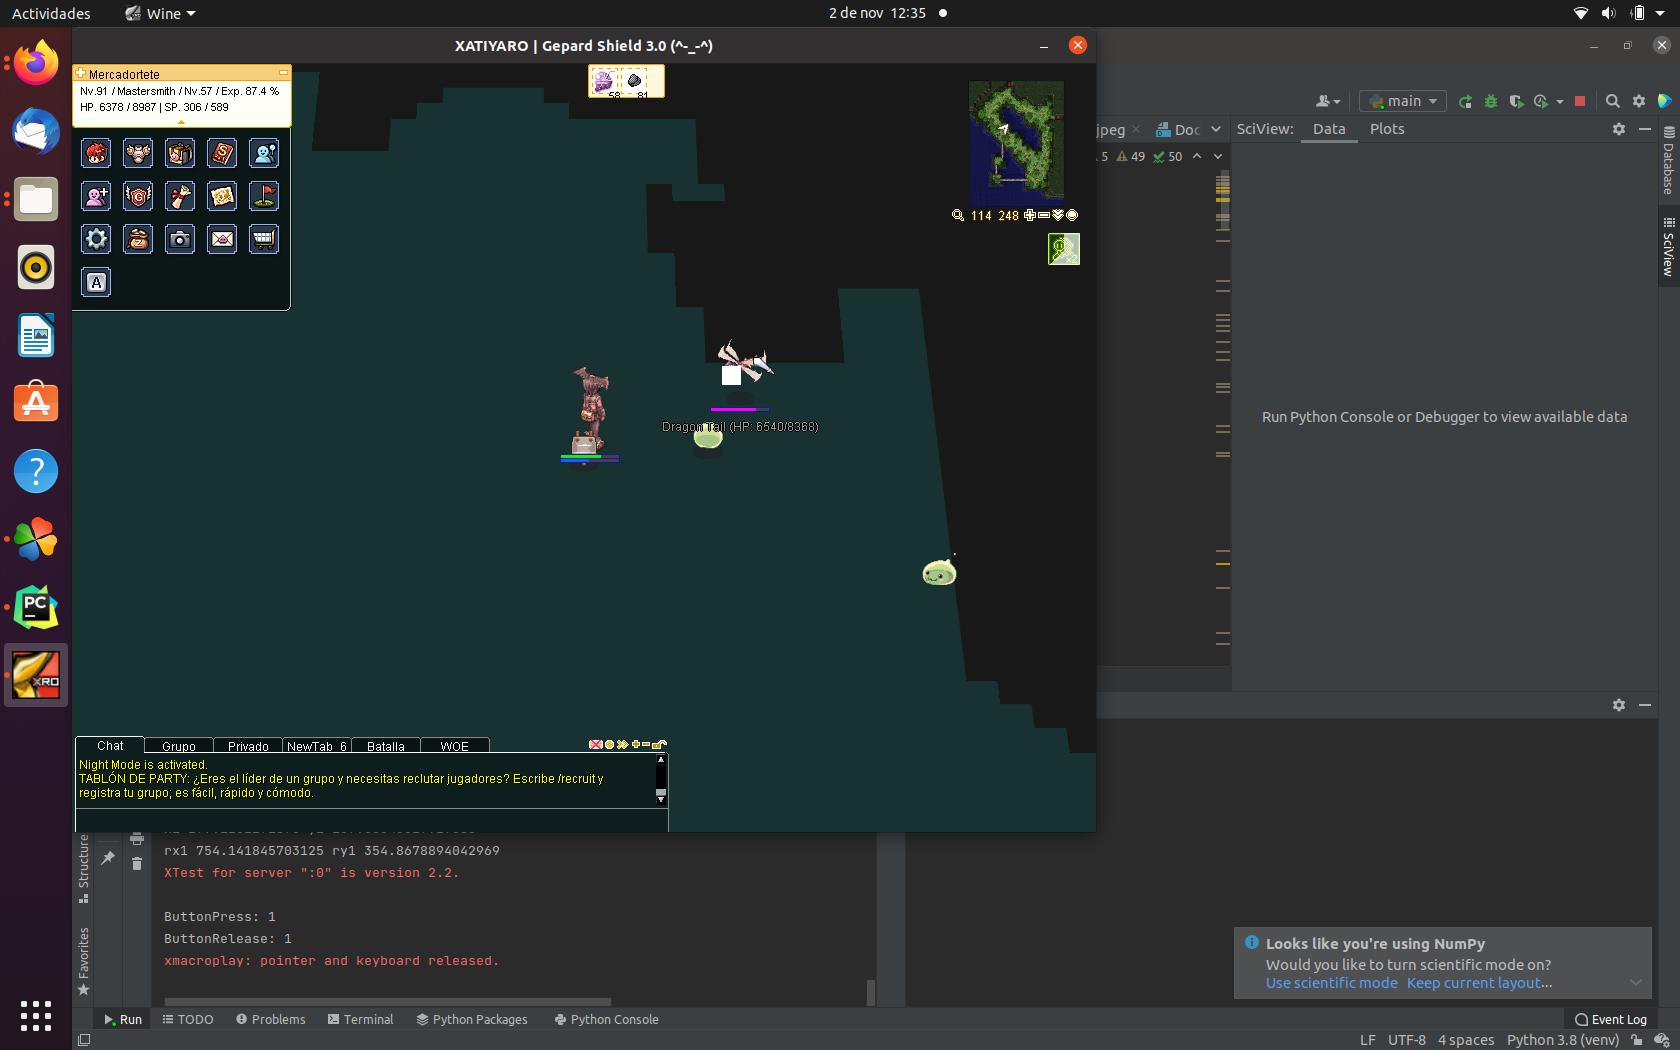 Actividades
Wine
2 de nov 12:35
XATIYARO | Gepard Shield 3.0 (^-_-^)
Mercadortete
Nv.91 / Mastersmith / Nv.57 / Exp. 87.4 %
HP. 6378 / 8987 | SP. 306 / 589
58 81
114 248
x2
A
Dragon Tail (HP: 6540/8368)
Chat
Grupo
Privado
NewTab_6
Batalla
WOE
Night Mode is activated.
TABLÓN DE PARTY: ¿Eres el líder de un grupo y necesitas reclutar jugadores? Escribe /recruit y
registra tu grupo; es fácil, rápido y cómodo.
main
jpeg
Doc
SciView:
Data
Plots
5 49 50
Database
SciView
Run Python Console or Debugger to view available data
PC
XRO
Structure
Favorites
rx1 754.141845703125 ry1 354.8678894042969
XTest for server ":0" is version 2.2.
ButtonPress: 1
ButtonRelease: 1
xmacroplay: pointer and keyboard released.
Looks like you're using NumPy
Would you like to turn scientific mode on?
Use scientific mode Keep current layout...
Run
TODO
Problems
Terminal
Python Packages
Python Console
Event Log
LF UTF-8 4 spaces Python 3.8 (venv)